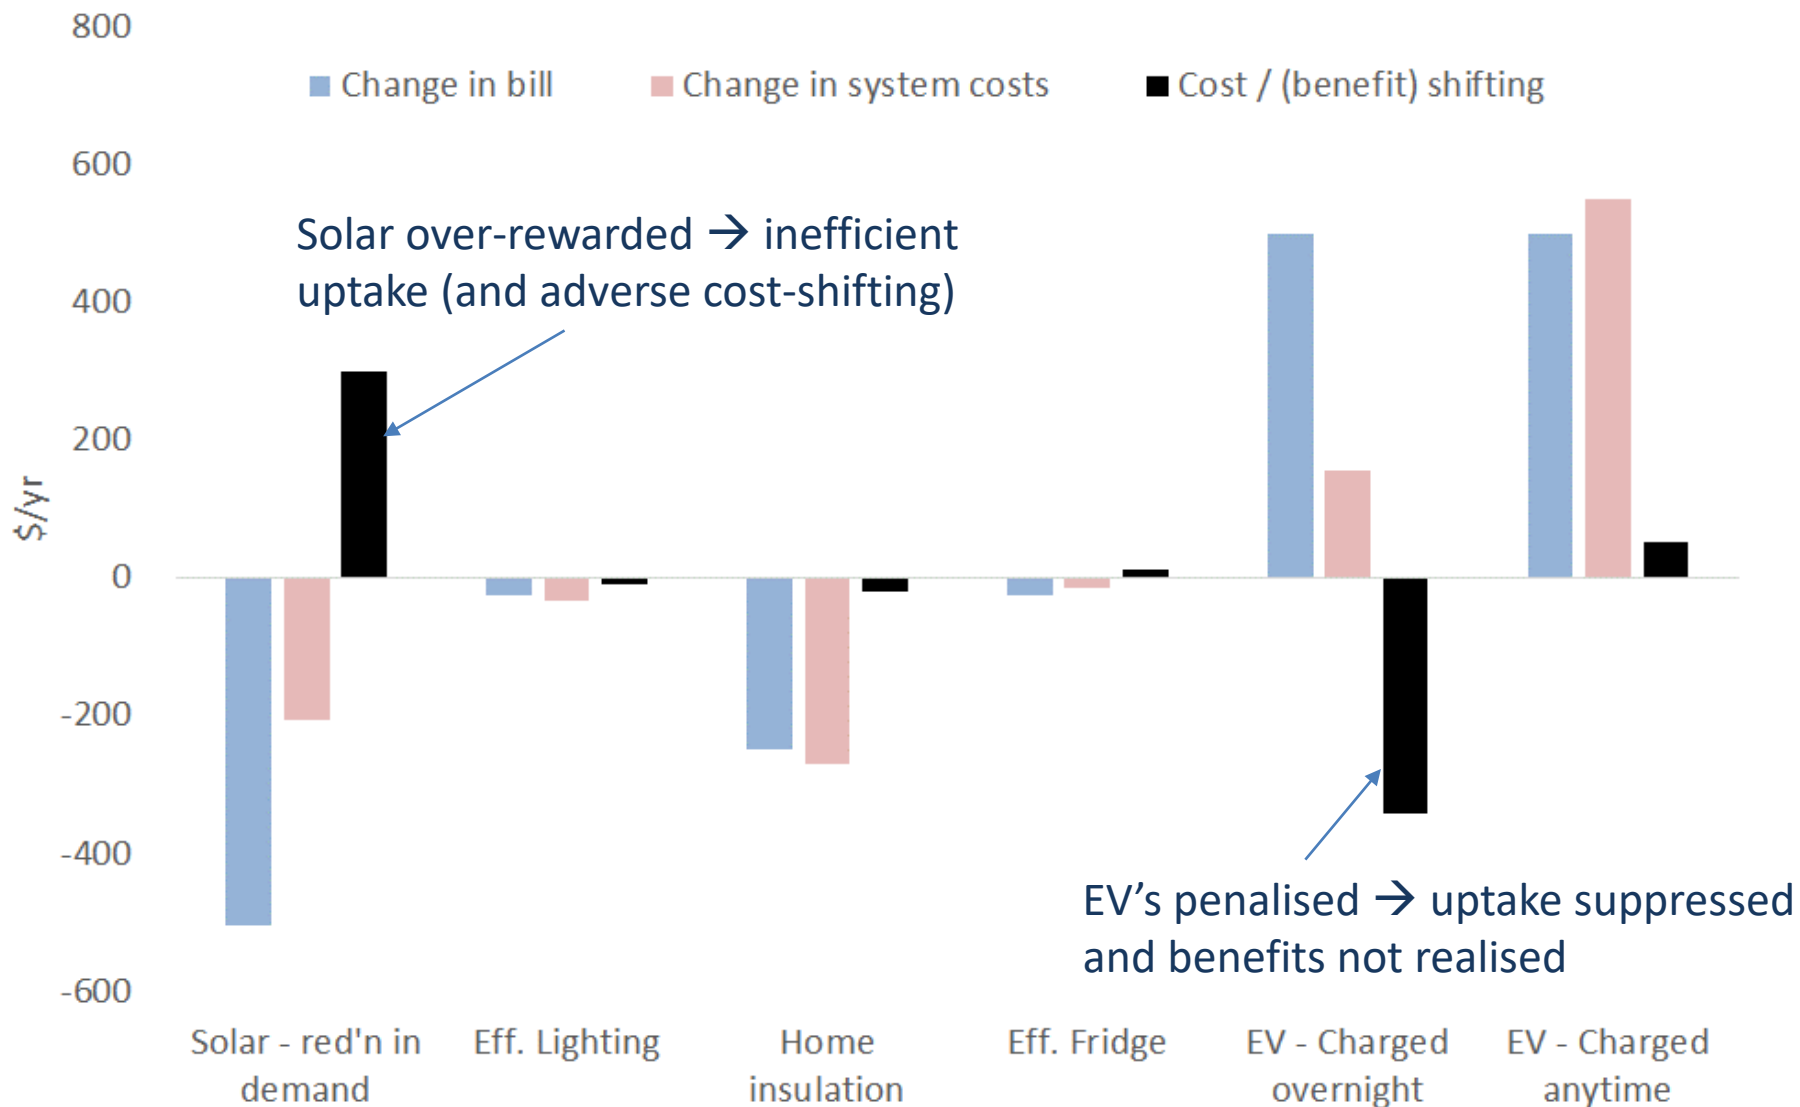 800
Change in bill
Change in system costs
Cost / (benefit) shifting
600
Solar over-rewarded → inefficient
uptake (and adverse cost-shifting)
400
200
$/yr
0
-200
-400
EV's penalised → uptake suppressed
and benefits not realised
-600
Solar - red'n in
demand
Eff. Lighting
Home
insulation
Eff. Fridge
EV - Charged
overnight
EV - Charged
anytime